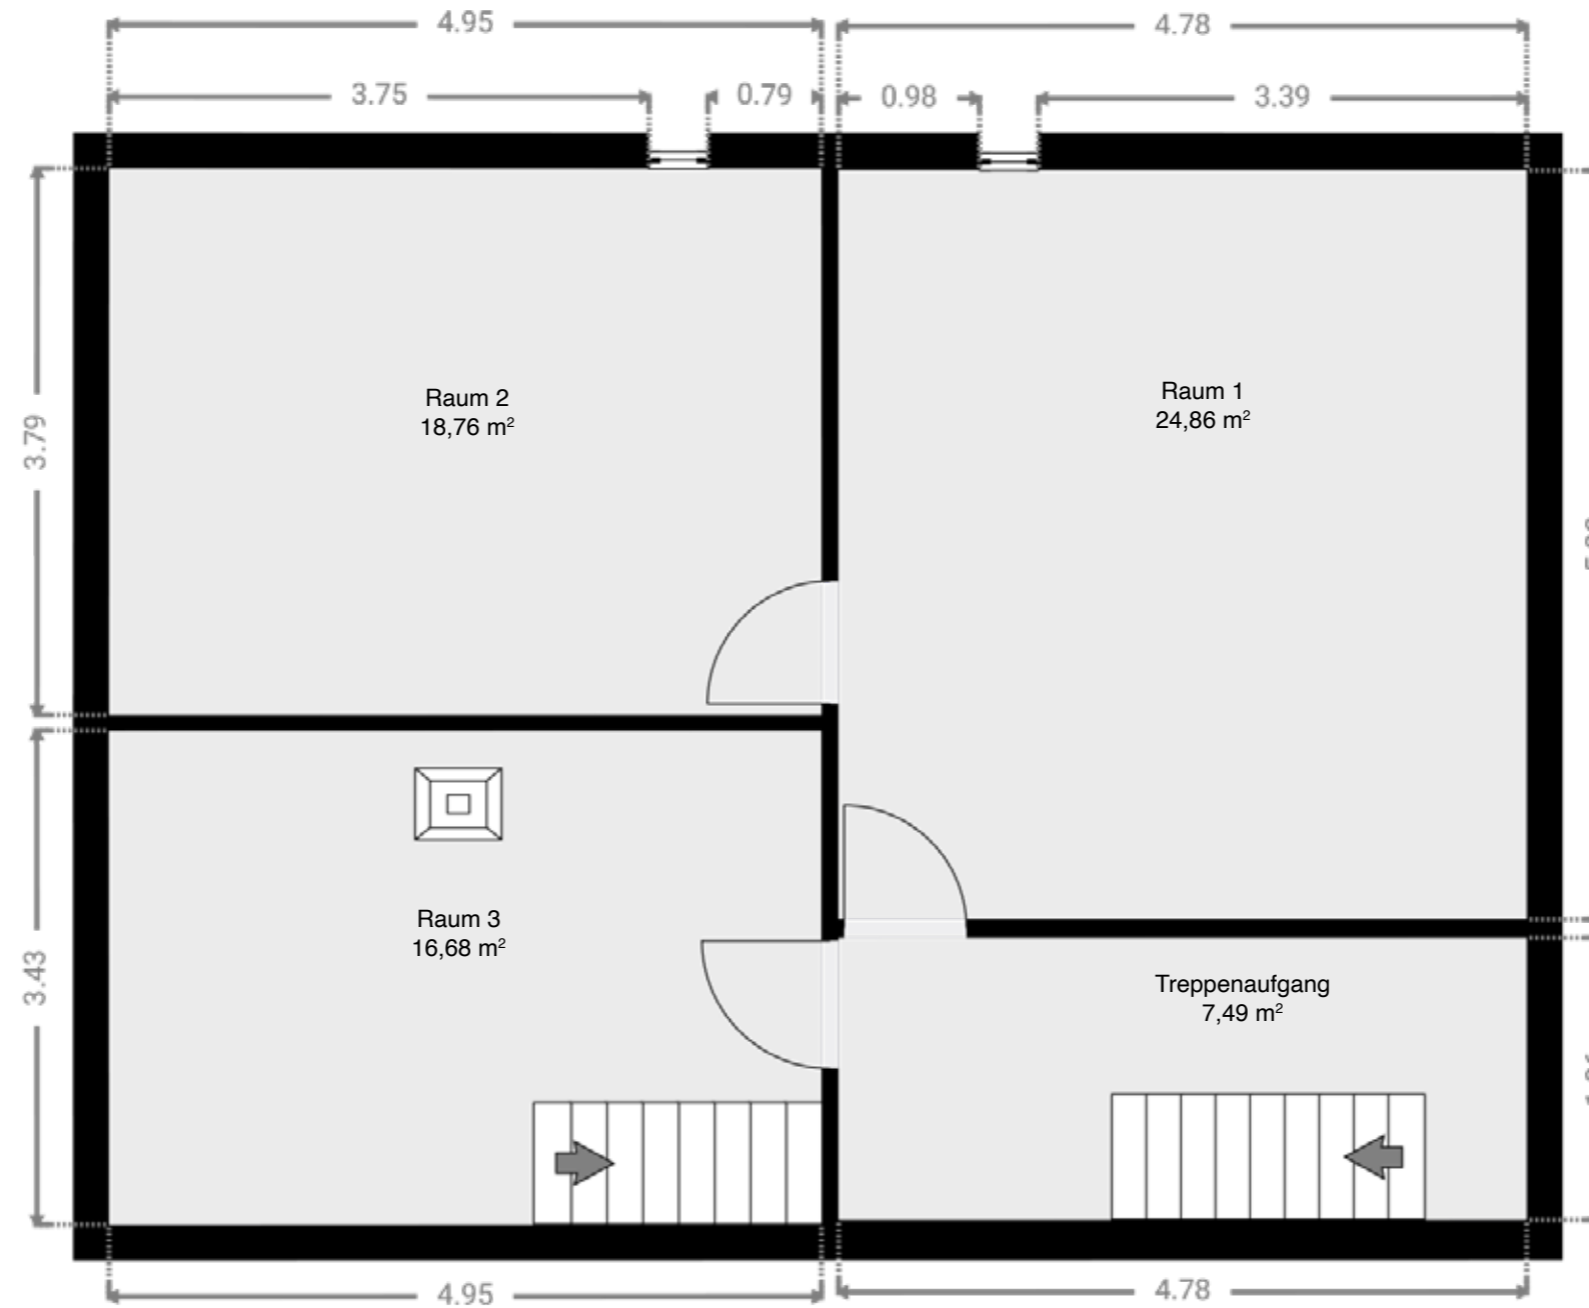 4.95
4.78
3.75
0.79
0.98
3.39
Raum 2
18,76 m²
Raum 1
24,86 m²
3.79
Raum 3
16,68 m²
3.43
Treppenaufgang
7,49 m²
4.95
4.78